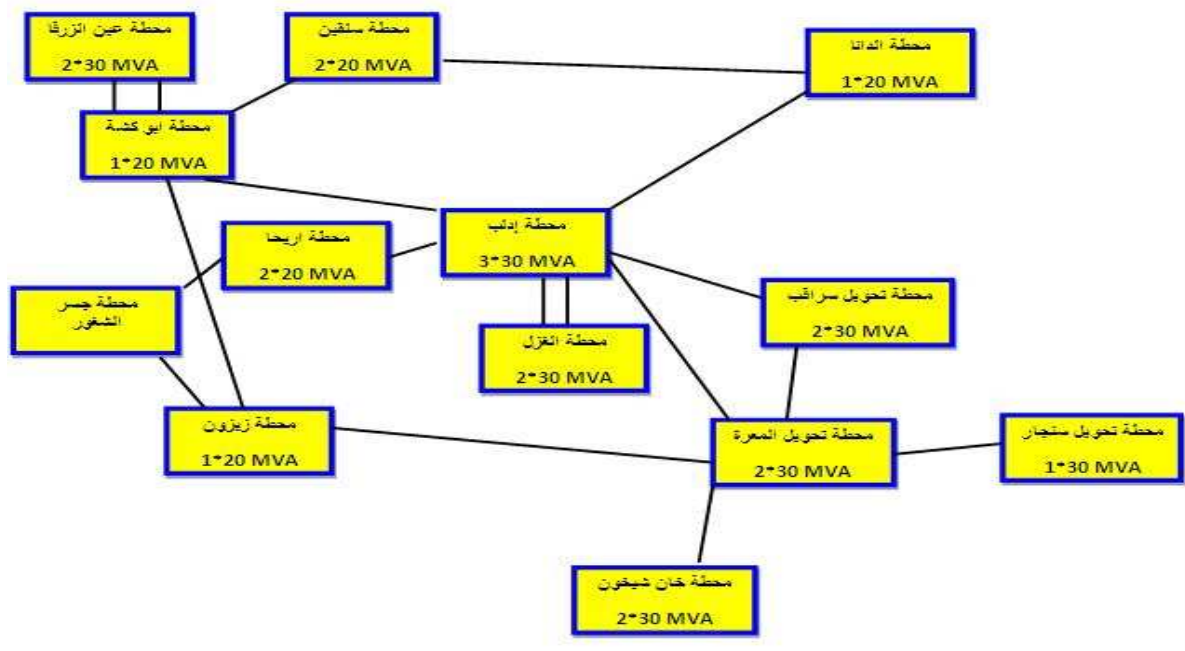 محطة عين الزرقا
2*30 MVA
محطة سلقين
2*20 MVA
محطة الدانا
1*20 MVA
محطة ابو كشة
1*20 MVA
محطة إدلب
3*30 MVA
محطة اريحا
2*20 MVA
محطة تحويل سراقب
2*30 MVA
محطة جسر
الشغور
محطة الغزل
2*30 MVA
محطة زيزون
1*20 MVA
محطة تحويل المعرة
2*30 MVA
محطة تحويل سنجار
1*30 MVA
محطة خان شيخون
2*30 MVA